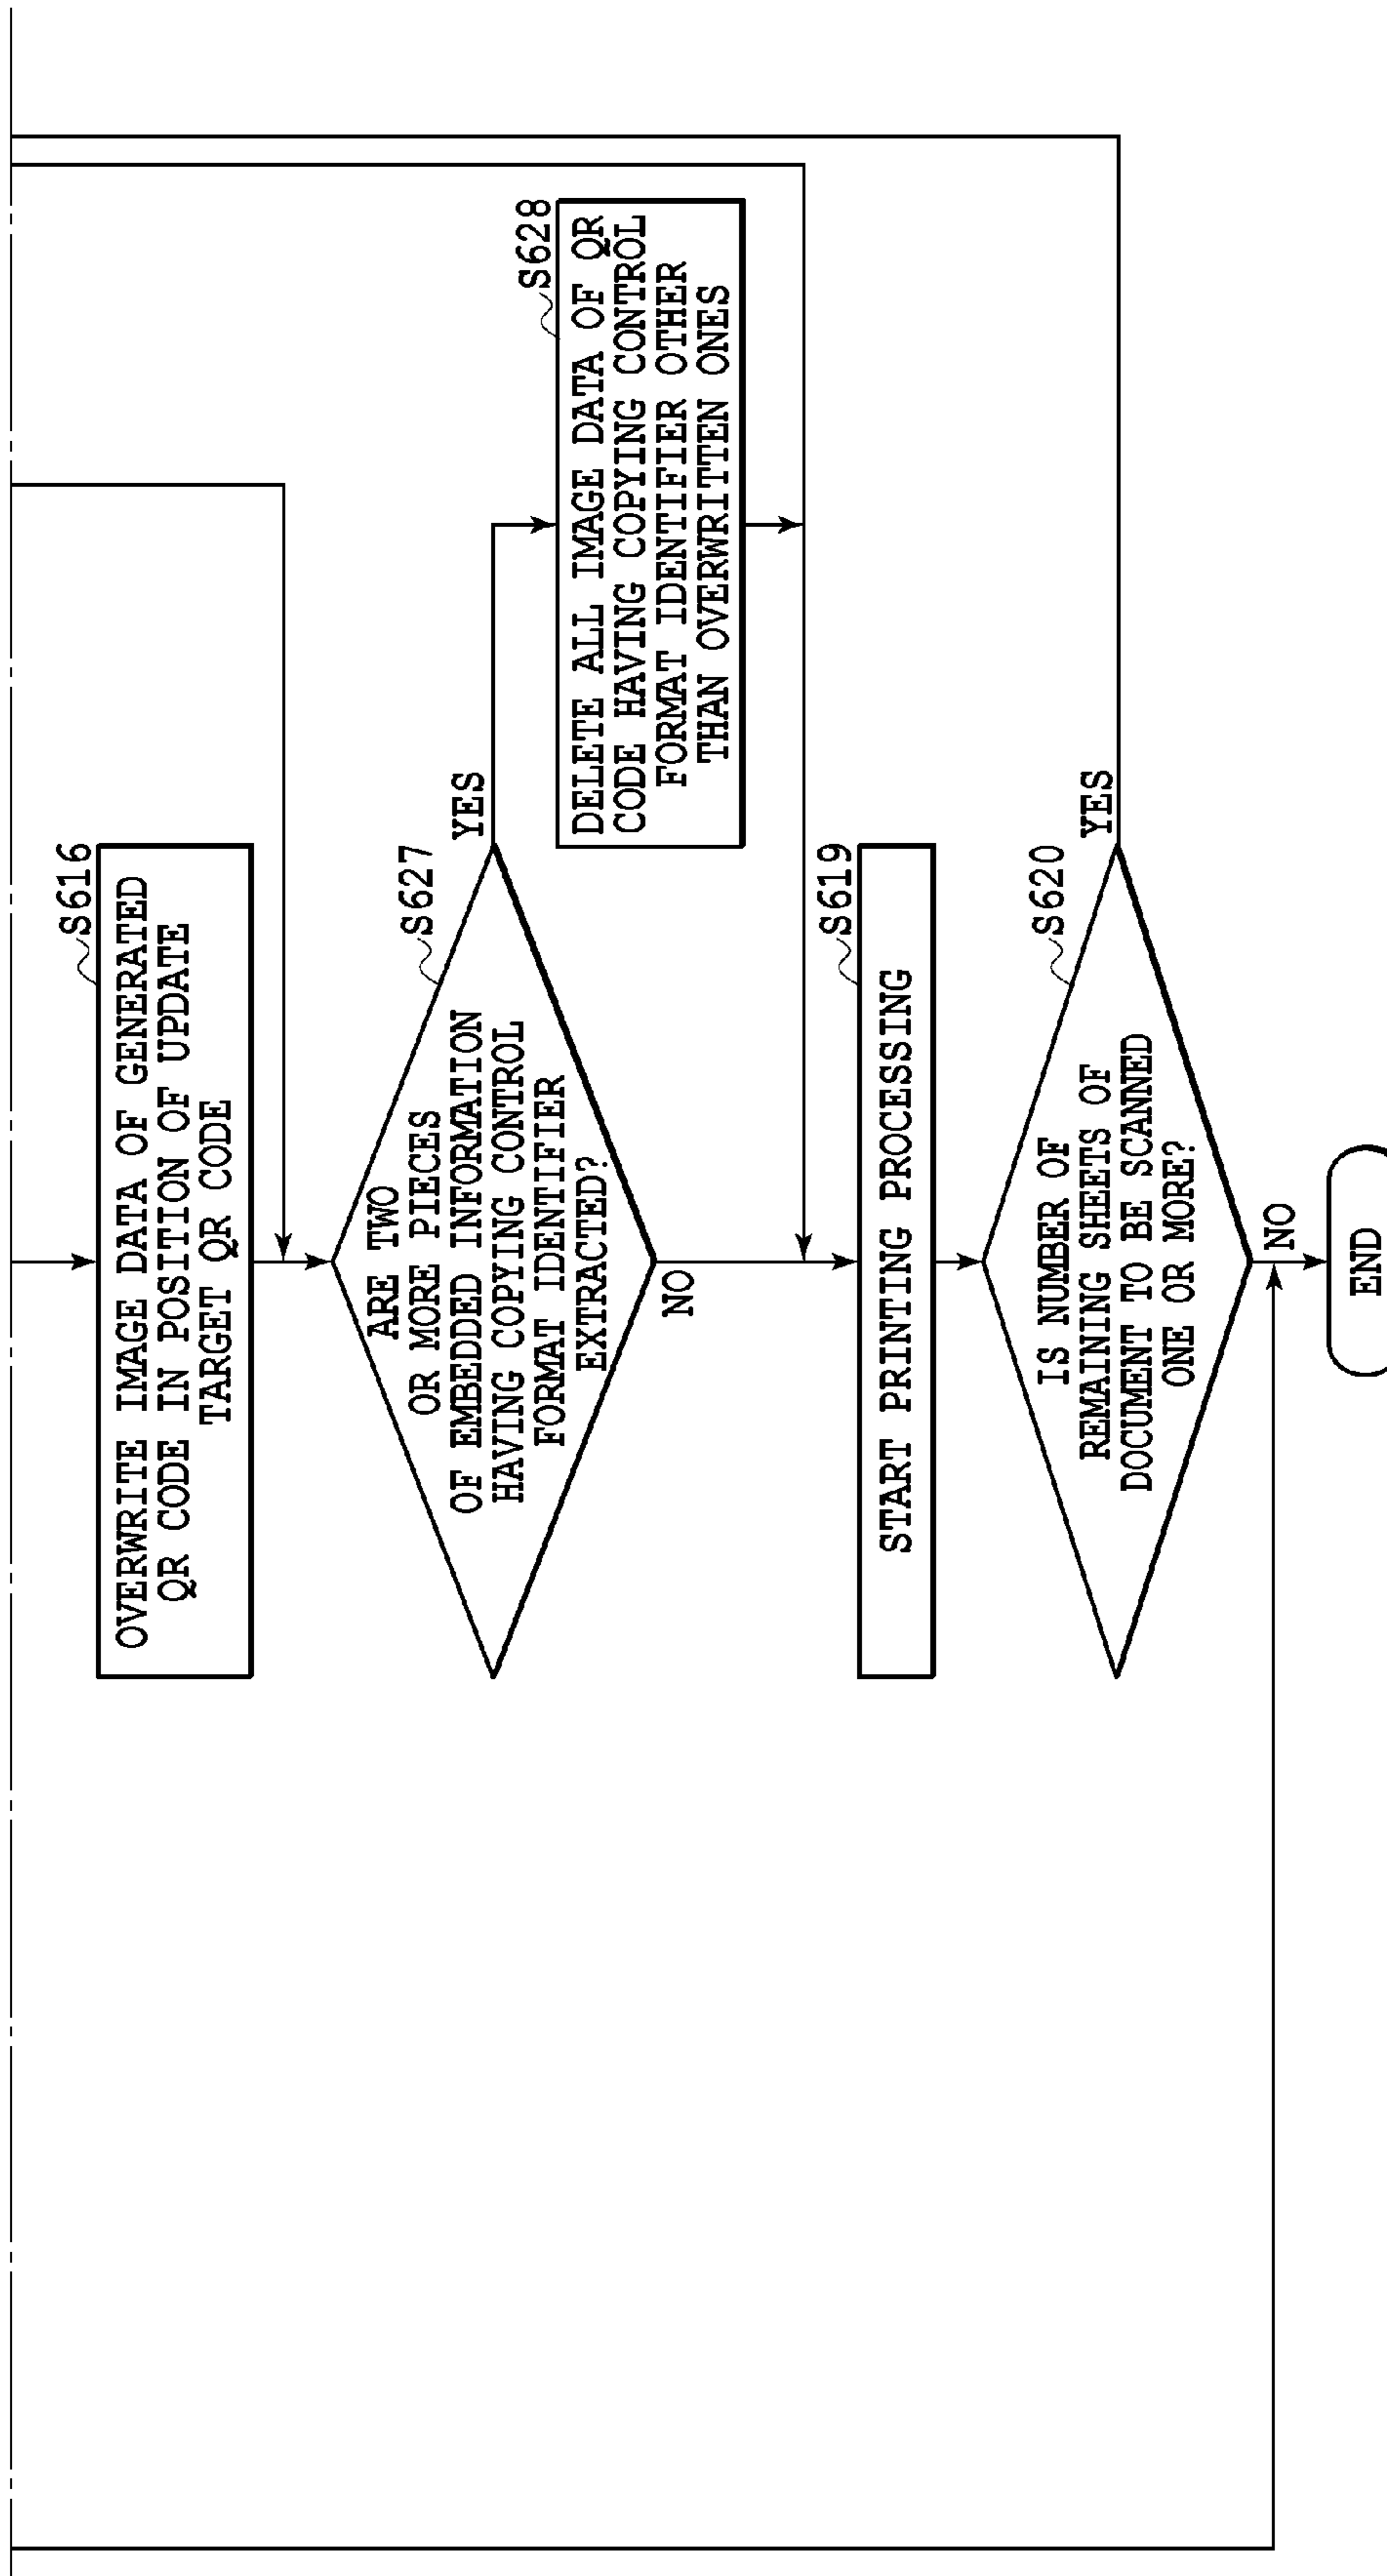 S616
OVERWRITE IMAGE DATA OF GENERATED
QR CODE IN POSITION OF UPDATE
TARGET QR CODE
S627
ARE TWO
OR MORE PIECES
OF EMBEDDED INFORMATION
HAVING COPYING CONTROL
FORMAT IDENTIFIER
EXTRACTED?
YES
NO
S628
DELETE ALL IMAGE DATA OF QR
CODE HAVING COPYING CONTROL
FORMAT IDENTIFIER OTHER
THAN OVERWRITTEN ONES
S619
START PRINTING PROCESSING
S620
IS NUMBER OF
REMAINING SHEETS OF
DOCUMENT TO BE SCANNED
ONE OR MORE?
YES
NO
END